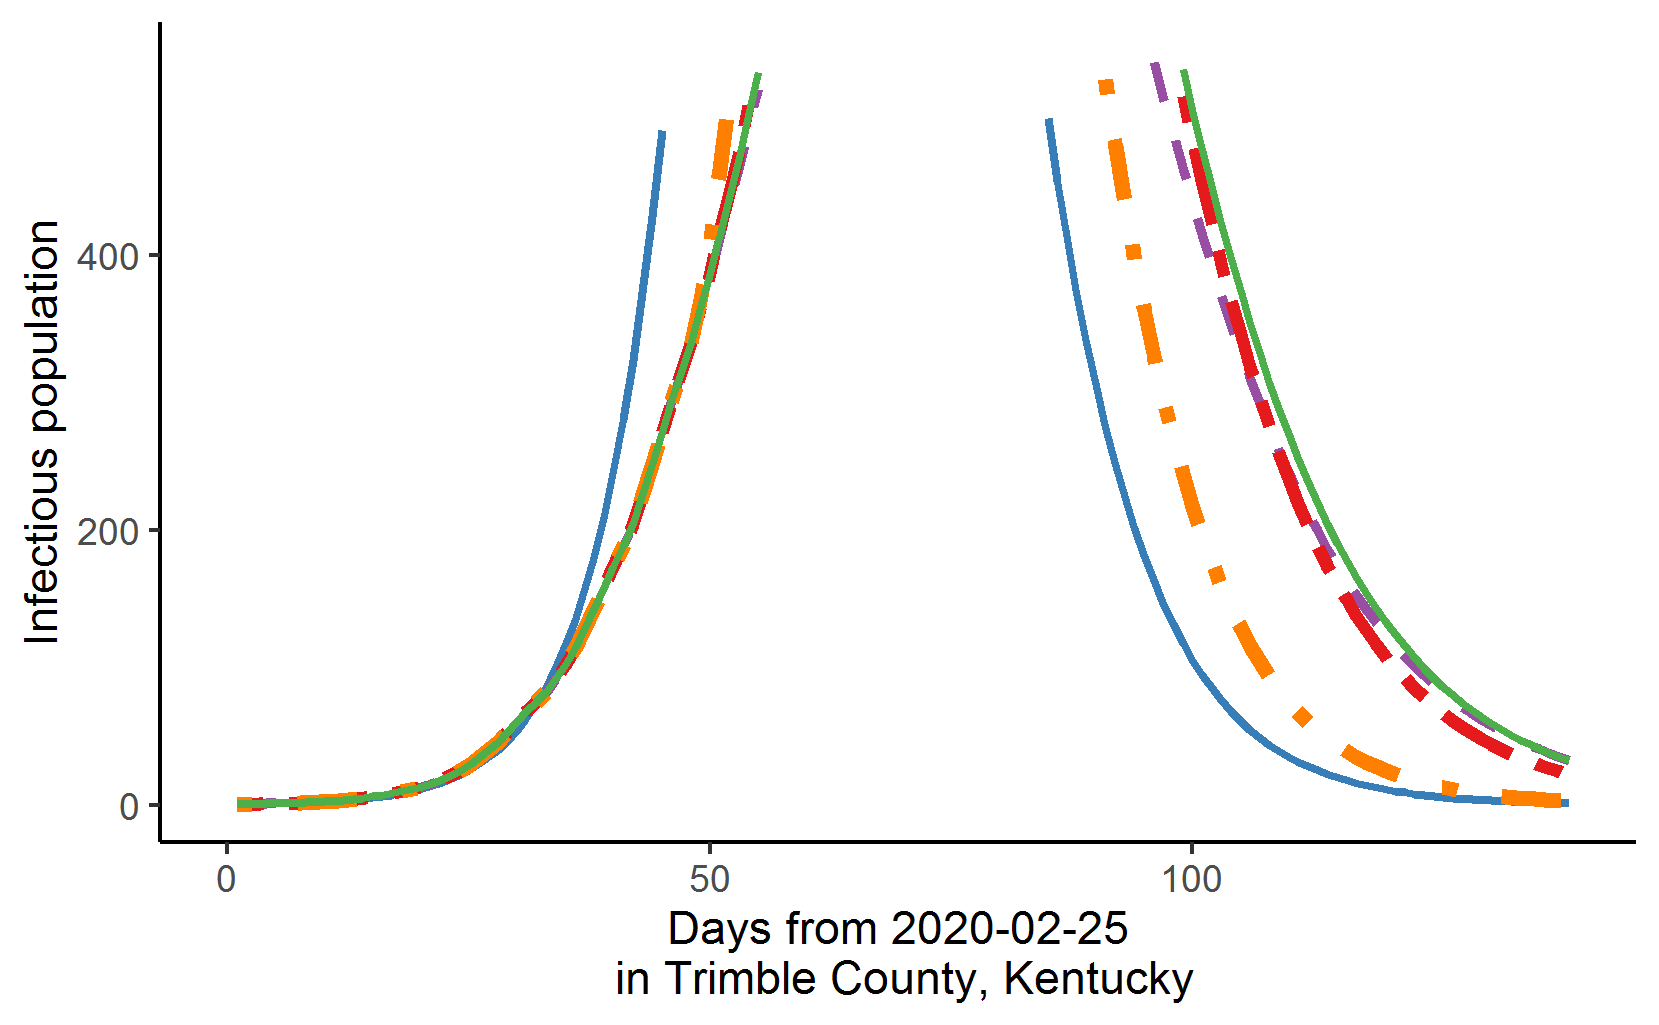 Infectious population
400
200
0
0
50
100
Days from 2020-02-25
in Trimble County, Kentucky